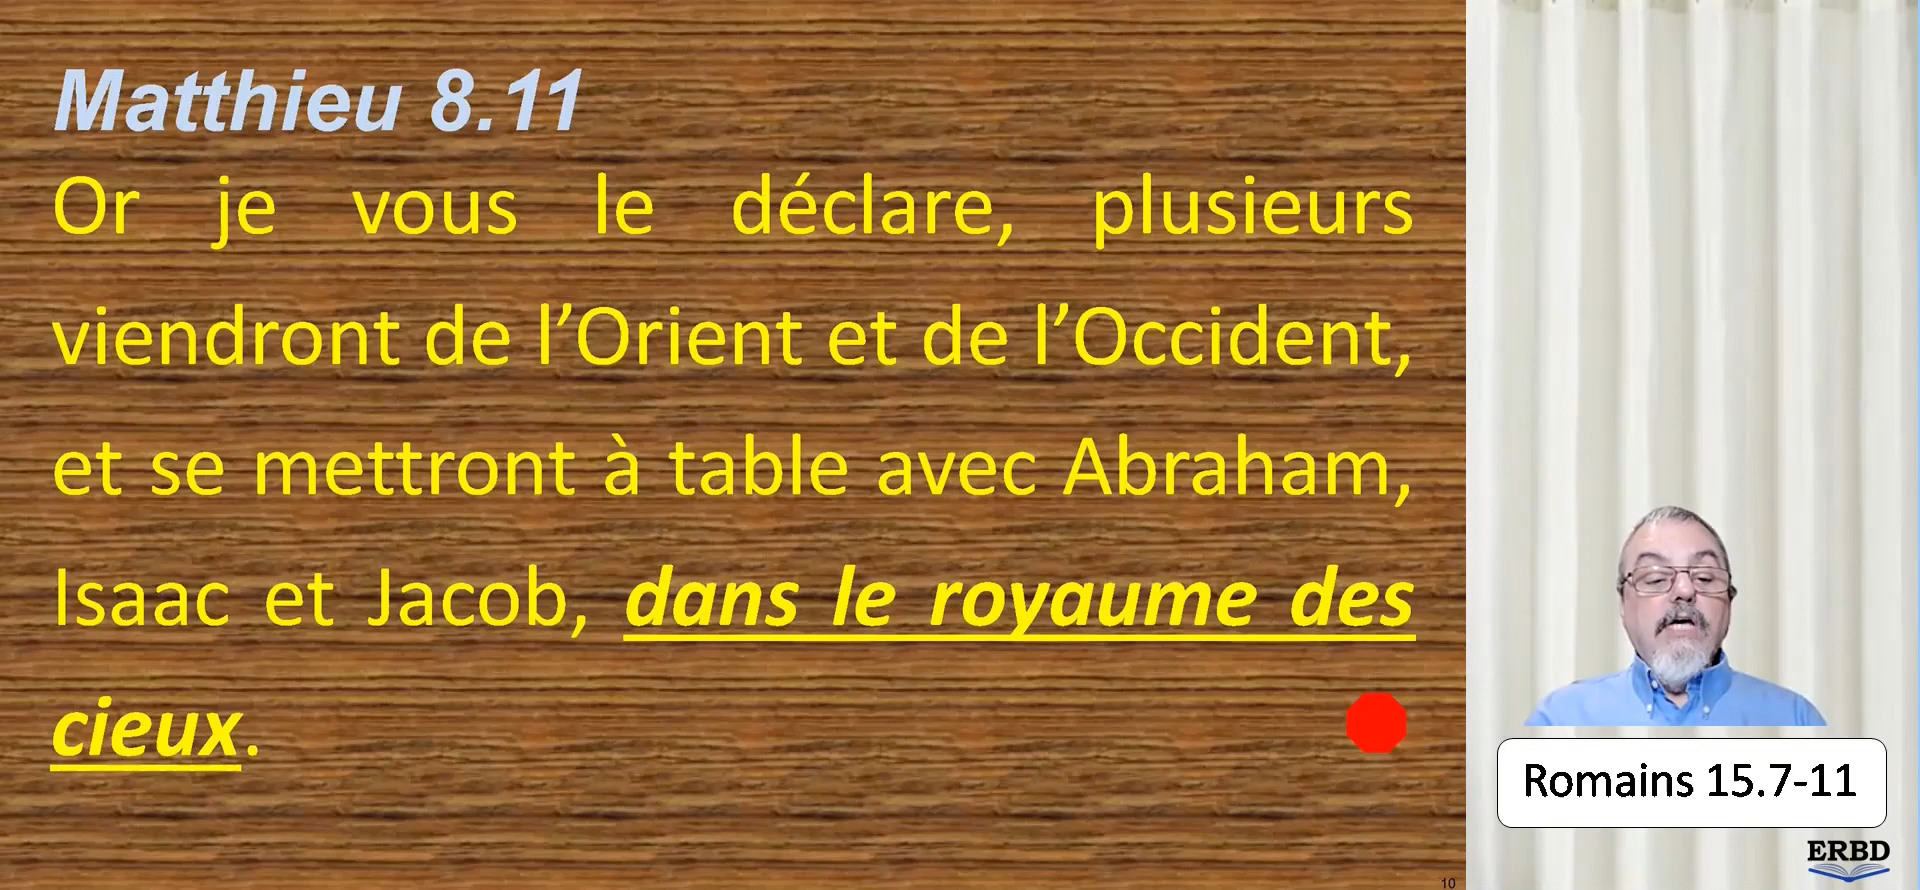 Matthieu 8.11
Or je vous le déclare, plusieurs
viendront de l’Orient et de l’Occident,
et se mettront à table avec Abraham,
Isaac et Jacob, dans le royaume des
cieux.
Romains 15.7-11
ERBD
10